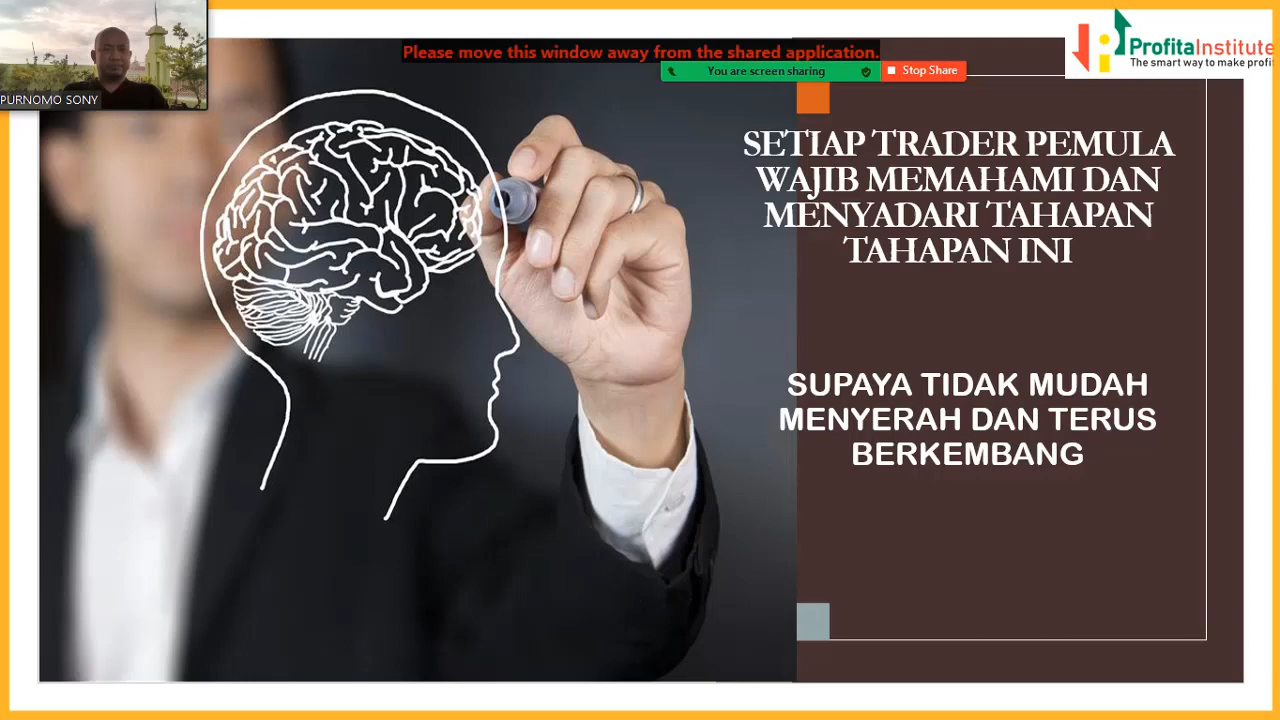 Please move this window away from the shared application.
You are screen sharing
Stop Share
PURNOMO SONY
ProfitaInstitute
The smart way to make profi
SETIAP TRADER PEMULA
WAJIB MEMAHAMI DAN
MENYADARI TAHAPAN
TAHAPAN INI
SUPAYA TIDAK MUDAH
MENYERAH DAN TERUS
BERKEMBANG